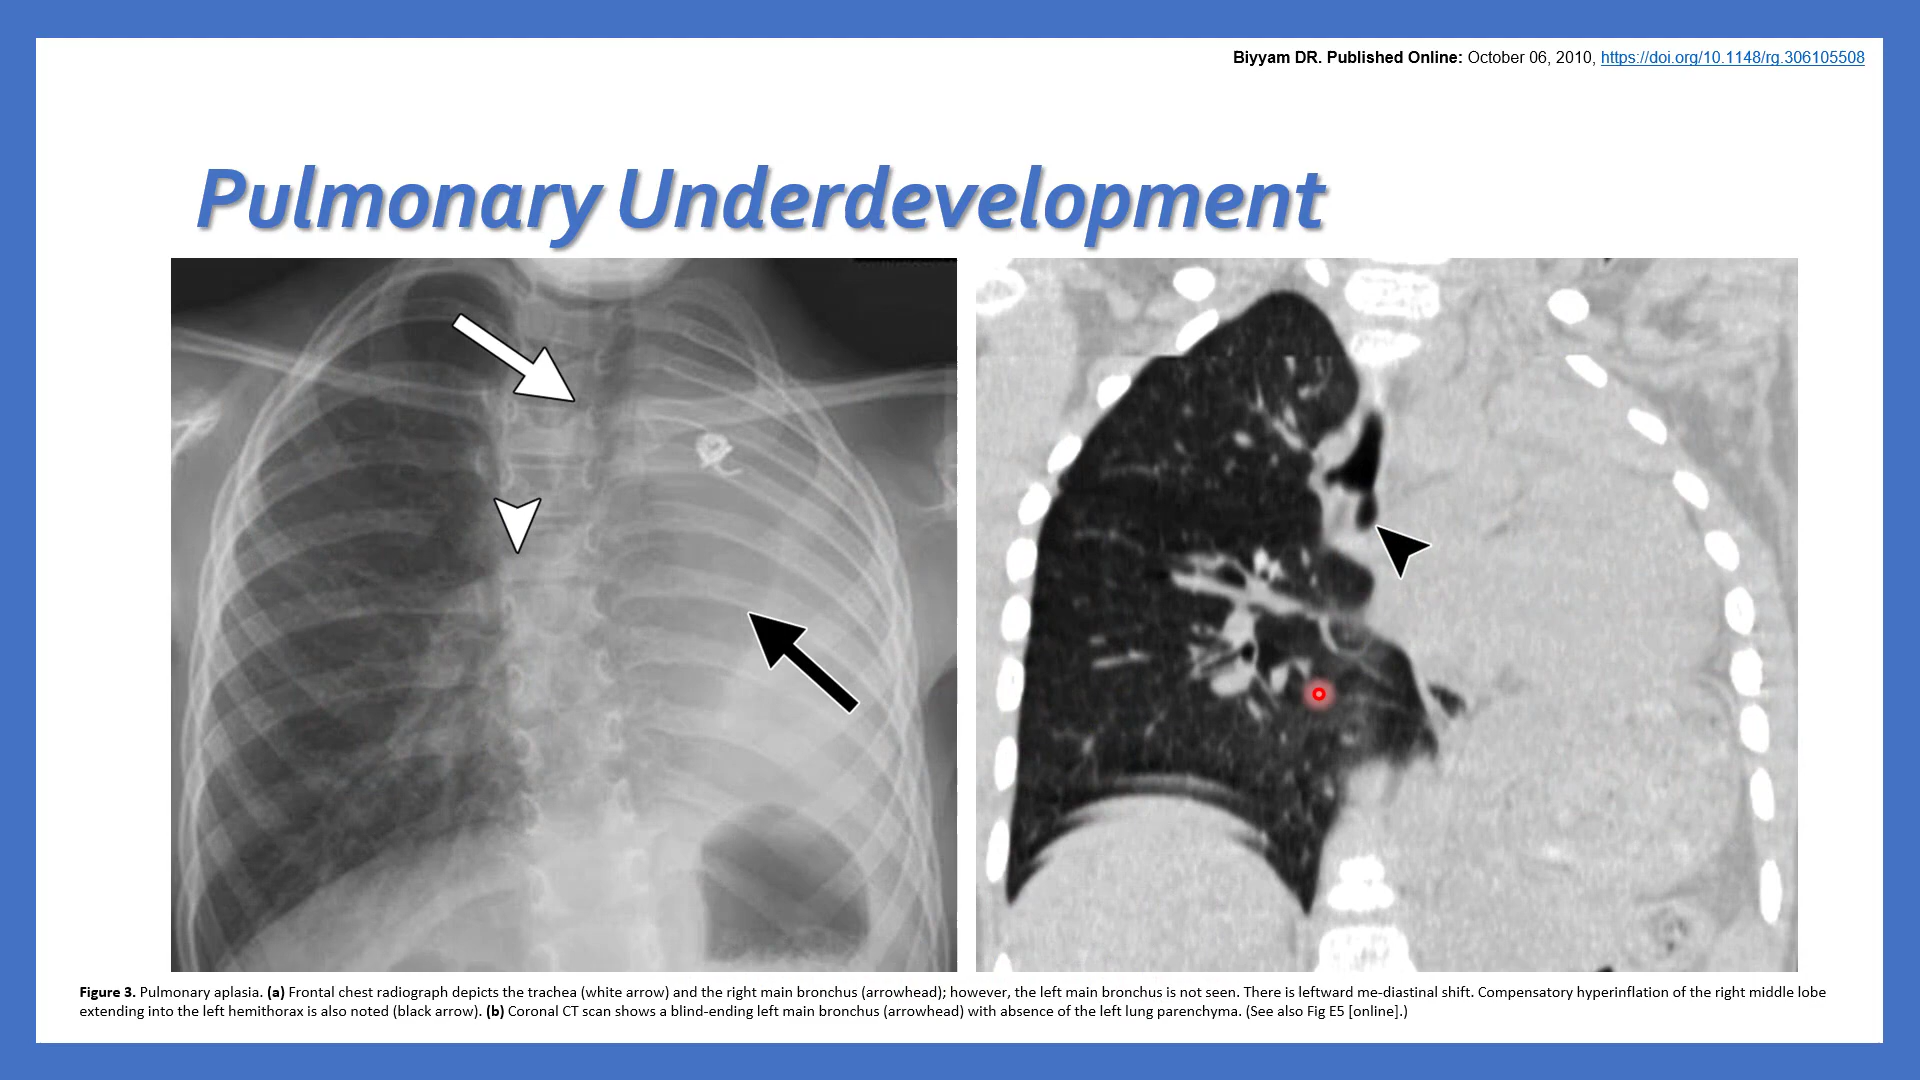 Biyyam DR. Published Online: October 06, 2010, https://doi.org/10.1148/rg.306105508
Pulmonary Underdevelopment
Figure 3. Pulmonary aplasia. (a) Frontal chest radiograph depicts the trachea (white arrow) and the right main bronchus (arrowhead); however, the left main bronchus is not seen. There is leftward me-diastinal shift. Compensatory hyperinflation of the right middle lobe
extending into the left hemithorax is also noted (black arrow). (b) Coronal CT scan shows a blind-ending left main bronchus (arrowhead) with absence of the left lung parenchyma. (See also Fig E5 [online].)